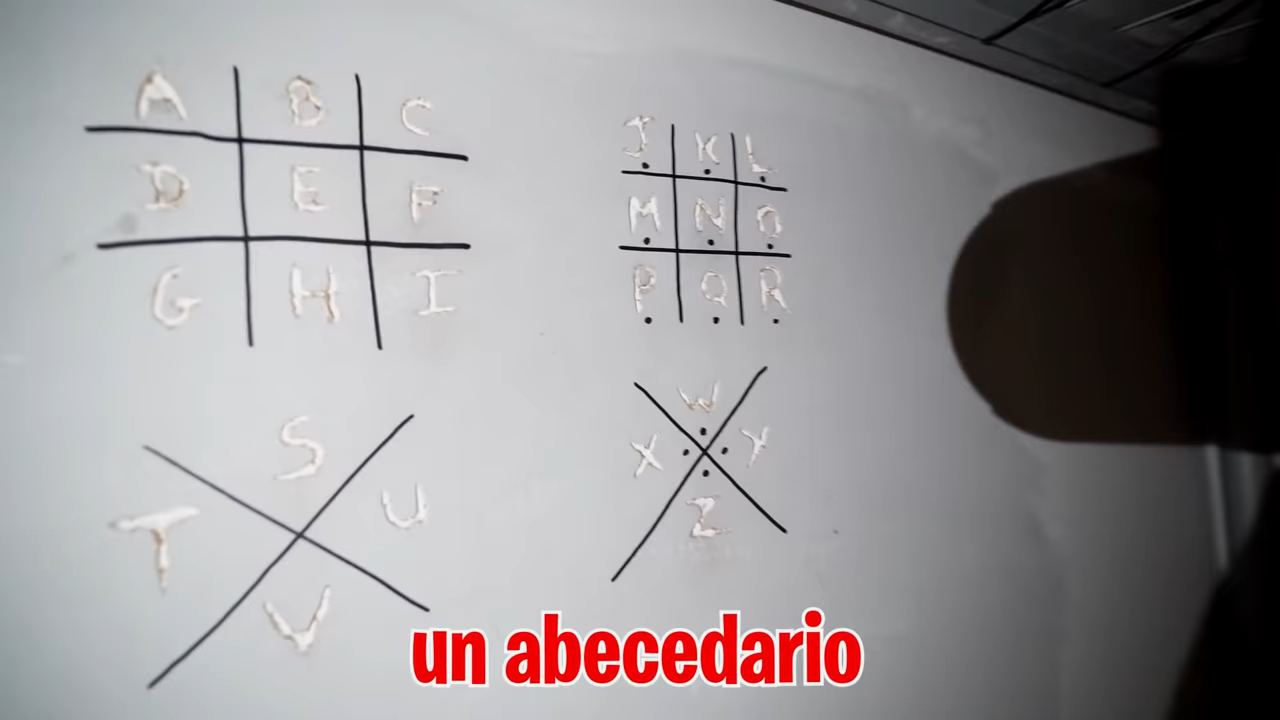 A B C
D E F
G H I
J K L
M N O
P Q R
S
T U
V
W
X Y
Z
un abecedario